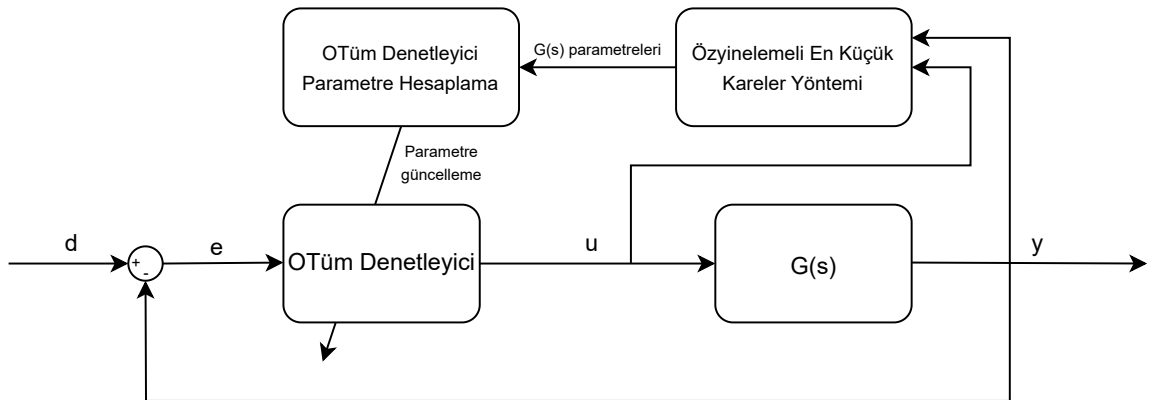 OTüm Denetleyici
Parametre Hesaplama
G(s) parametreleri
Özyinelemeli En Küçük
Kareler Yöntemi
Parametre
güncelleme
d
+
-
e
OTüm Denetleyici
u
G(s)
y